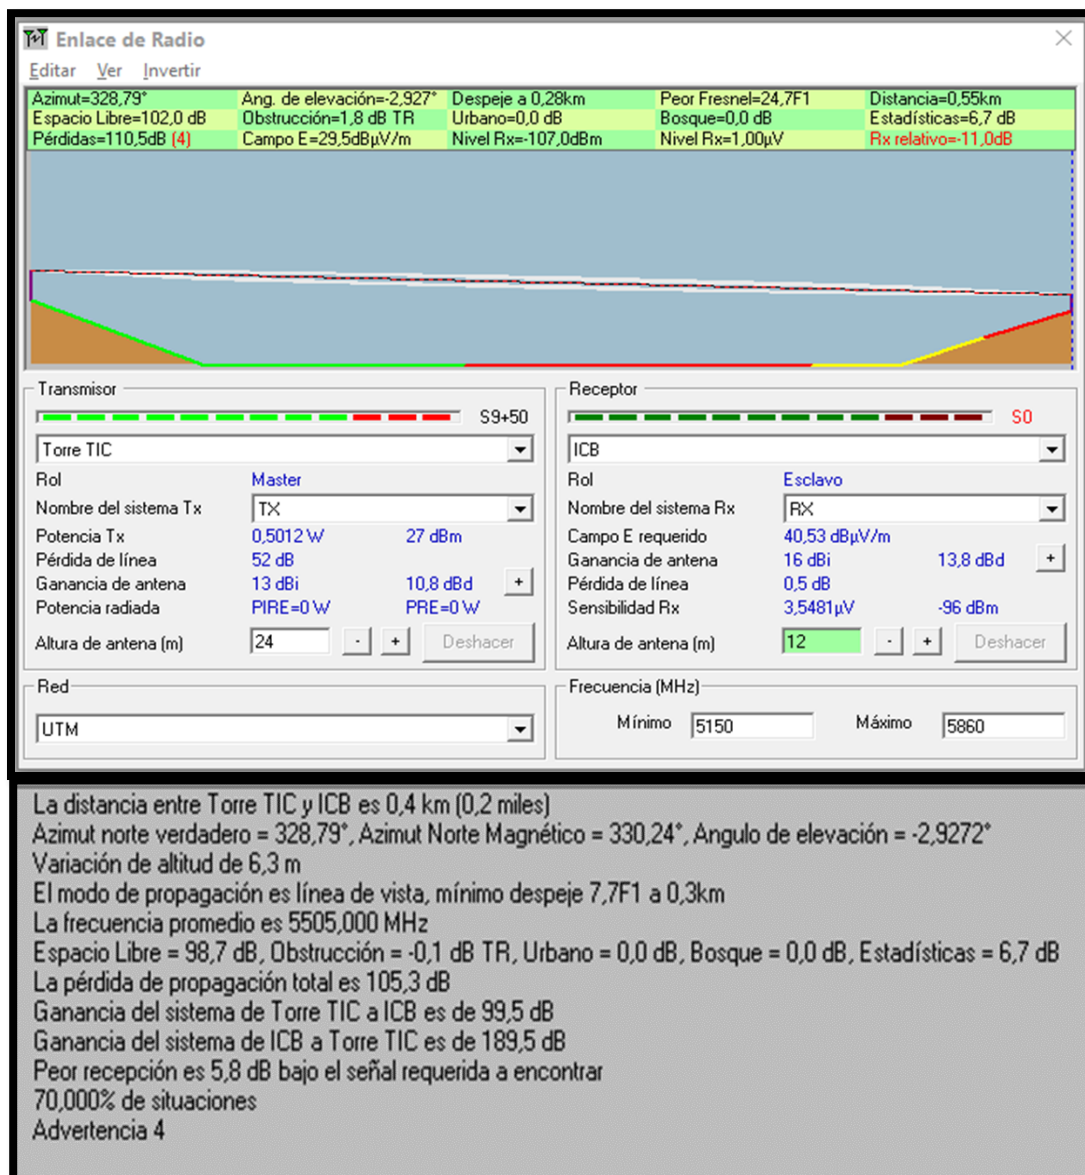 Enlace de Radio
Editar Ver Invertir
Azimut=328,79° Ang. de elevación=-2,927° Despeje a 0,28km Peor Fresnel=24,7F1 Distancia=0,55km
Espacio Libre=102,0 dB Obstrucción=1,8 dB TR Urbano=0,0 dB Bosque=0,0 dB Estadísticas=6,7 dB
Pérdidas=110,5dB (4) Campo E=29,5dBµV/m Nivel Rx=-107,0dBm Nivel Rx=1,00µV Rx relativo=-11,0dB
Transmisor
S9+50
Torre TIC
Rol Master
Nombre del sistema Tx TX
Potencia Tx 0,5012 W 27 dBm
Pérdida de línea 52 dB
Ganancia de antena 13 dBi 10,8 dBd +
Potencia radiada PIRE=0 W PRE=0 W
Altura de antena (m) 24 - + Deshacer
Receptor
S0
ICB
Rol Esclavo
Nombre del sistema Rx RX
Campo E requerido 40,53 dBµV/m
Ganancia de antena 16 dBi 13,8 dBd +
Pérdida de línea 0,5 dB
Sensibilidad Rx 3,5481µV -96 dBm
Altura de antena (m) 12 - + Deshacer
Red
UTM
Frecuencia (MHz)
Mínimo 5150 Máximo 5860
La distancia entre Torre TIC y ICB es 0,4 km (0,2 miles)
Azimut norte verdadero = 328,79°, Azimut Norte Magnético = 330,24°, Angulo de elevación = -2,9272°
Variación de altitud de 6,3 m
El modo de propagación es línea de vista, mínimo despeje 7,7F1 a 0,3km
La frecuencia promedio es 5505,000 MHz
Espacio Libre = 98,7 dB, Obstrucción = -0,1 dB TR, Urbano = 0,0 dB, Bosque = 0,0 dB, Estadísticas = 6,7 dB
La pérdida de propagación total es 105,3 dB
Ganancia del sistema de Torre TIC a ICB es de 99,5 dB
Ganancia del sistema de ICB a Torre TIC es de 189,5 dB
Peor recepción es 5,8 dB bajo el señal requerida a encontrar
70,000% de situaciones
Advertencia 4